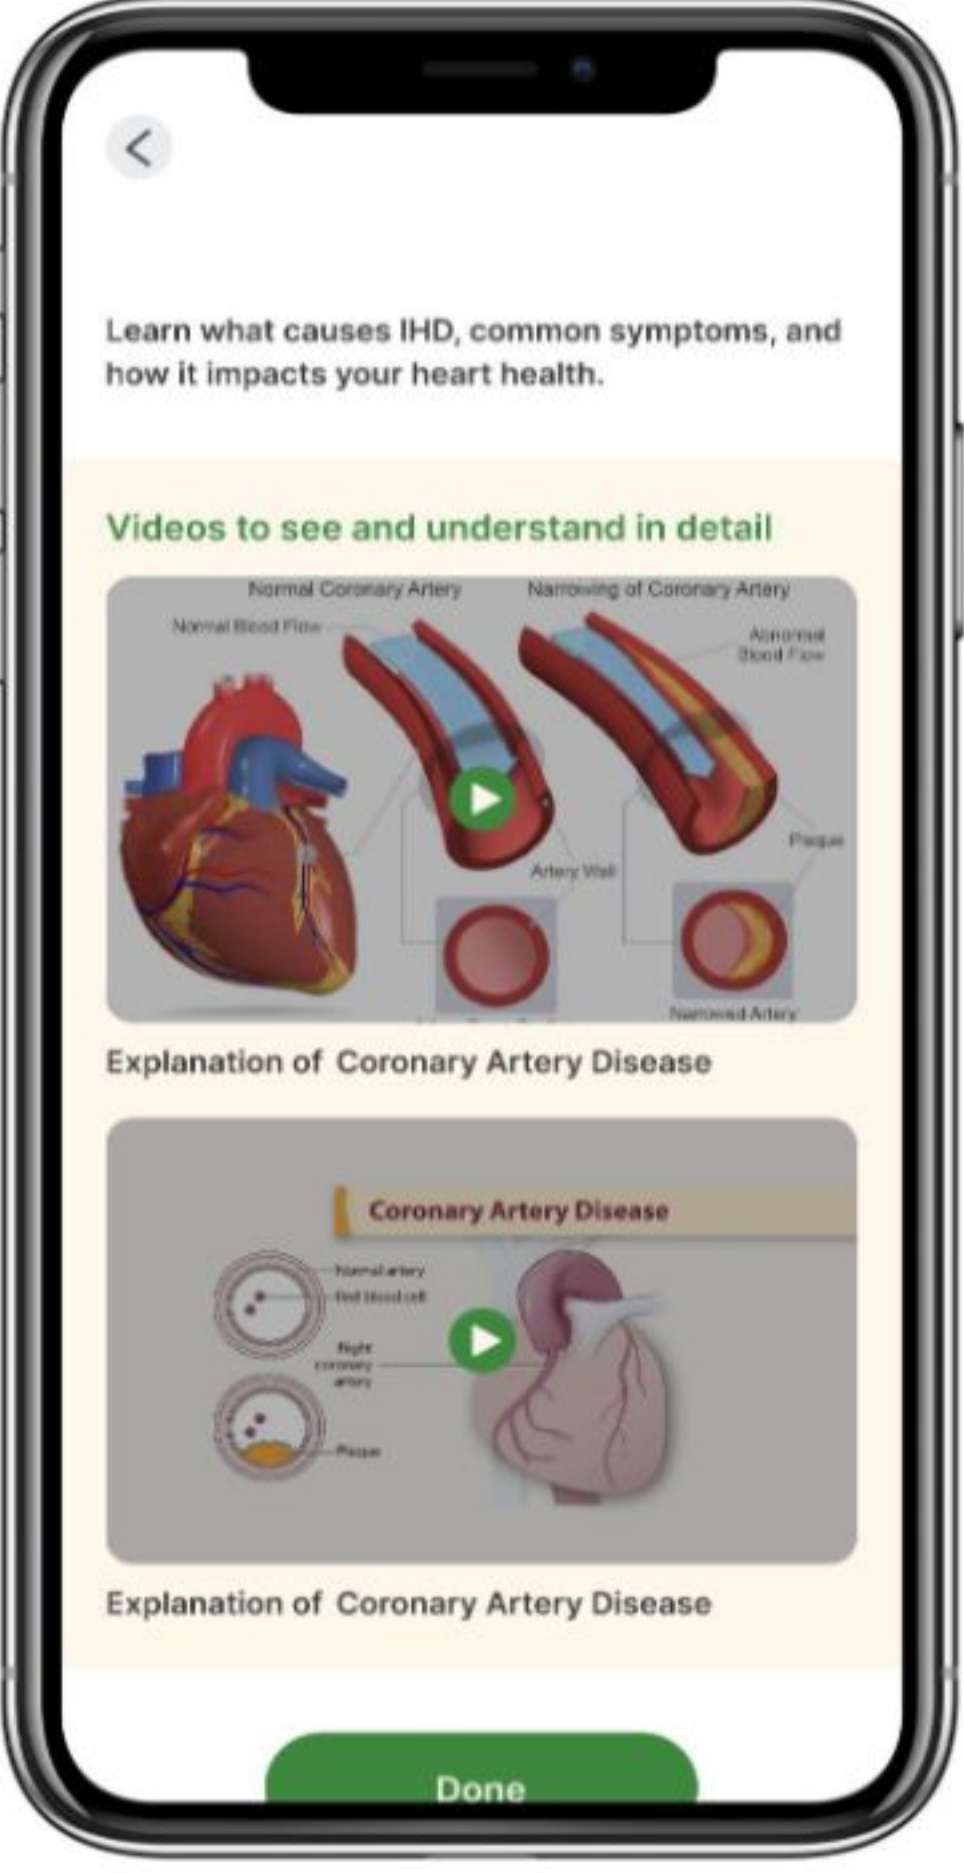 Learn what causes IHD, common symptoms, and
how it impacts your heart health.
Videos to see and understand in detail
Normal Coronary Artery
Narrowing of Coronary Artery
Normal Blood Flow
Abnormal
Blood Flow
Plaque
Artery Wall
Narrowed Artery
Explanation of Coronary Artery Disease
Coronary Artery Disease
Normal artery
Red blood cell
Right
coronary
artery
Plaque
Explanation of Coronary Artery Disease
Done